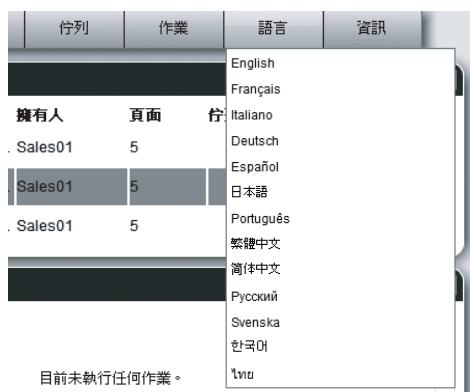 佇列 作業 語言 資訊
擁有人 頁面
. Sales01 5
. Sales01 5
. Sales01 5
English
Français
Italiano
Deutsch
Español
日本語
Português
繁體中文
简体中文
Русский
Svenska
한국어
ไทย
目前未執行任何作業。